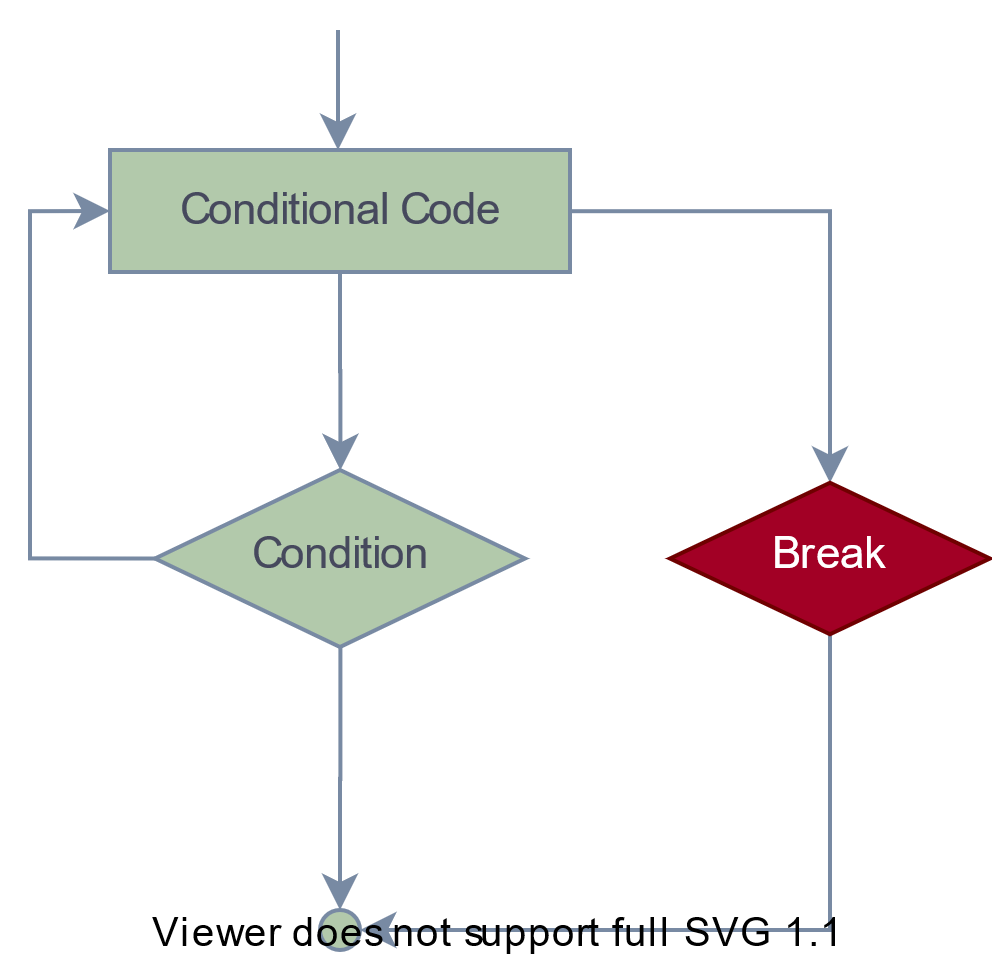 Conditional Code
Condition
Break
Viewer does not support full SVG 1.1